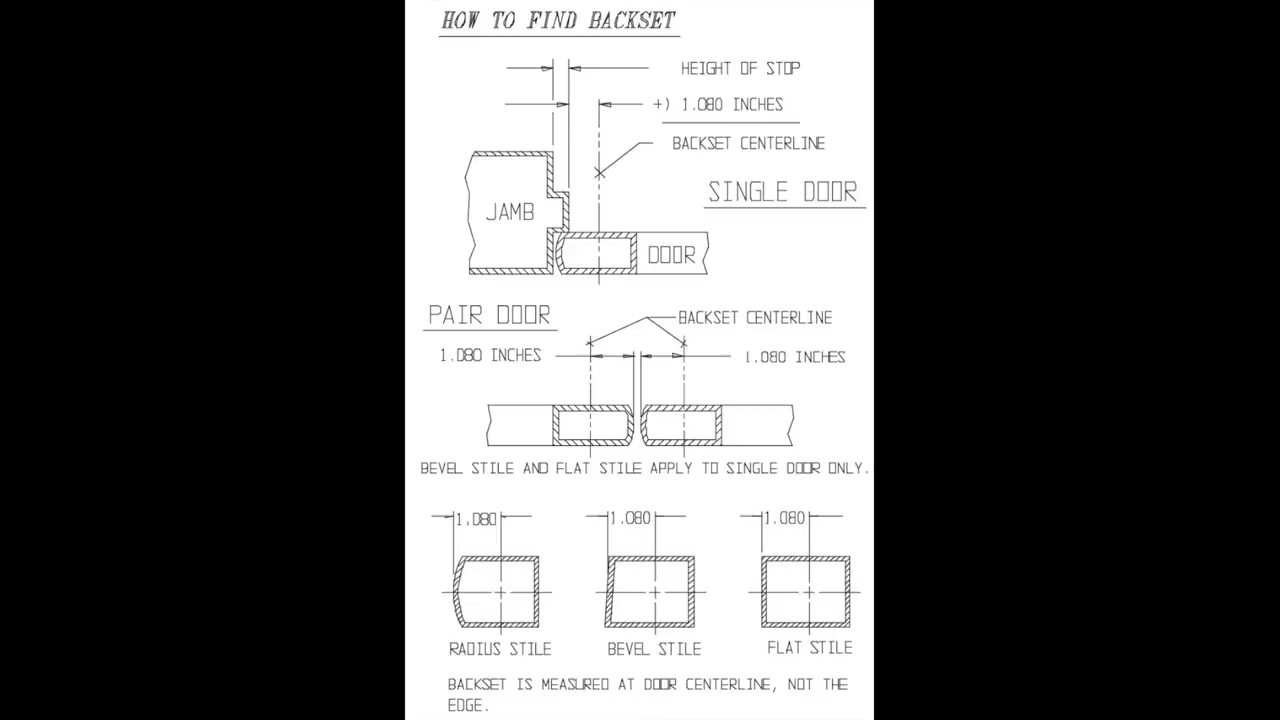 HOW TO FIND BACKSET
HEIGHT OF STOP
+) 1.080 INCHES
BACKSET CENTERLINE
SINGLE DOOR
JAMB
DOOR
PAIR DOOR
BACKSET CENTERLINE
1.080 INCHES
1.080 INCHES
BEVEL STILE AND FLAT STILE APPLY TO SINGLE DOOR ONLY.
1.080
1.080
1.080
RADIUS STILE
BEVEL STILE
FLAT STILE
BACKSET IS MEASURED AT DOOR CENTERLINE, NOT THE
EDGE.